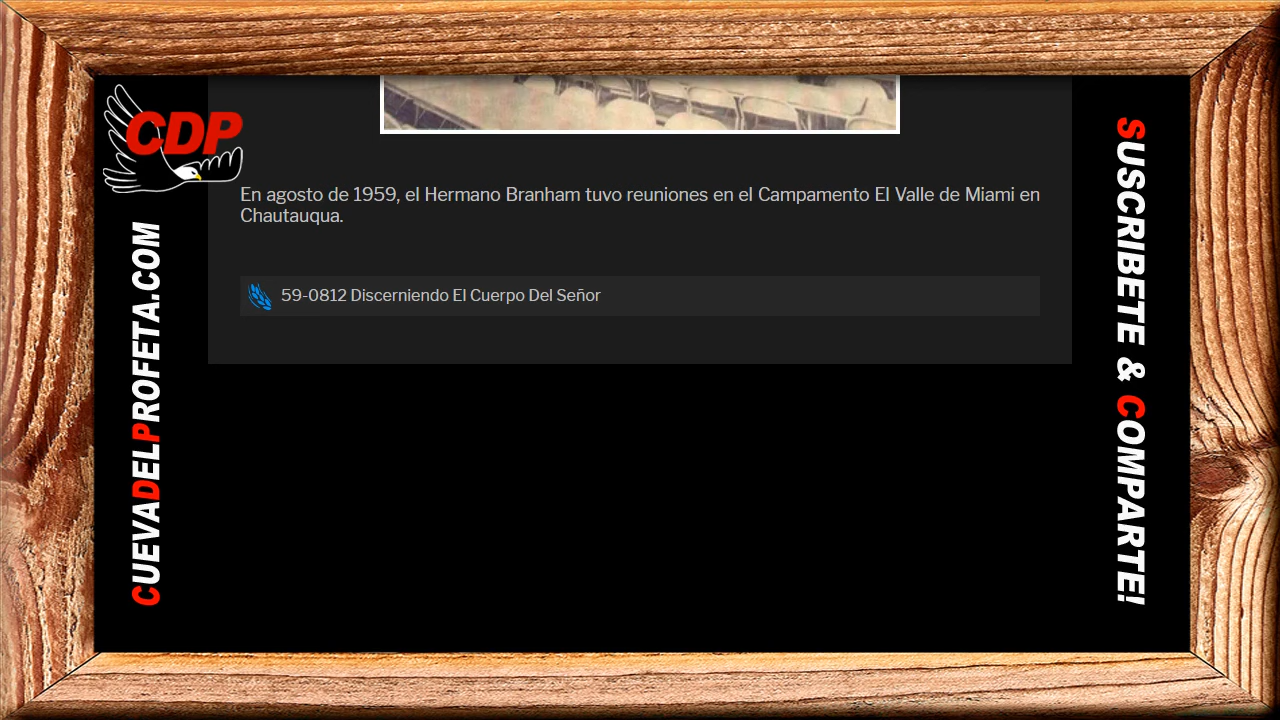 CDP
CUEVADELPROFETA.COM
En agosto de 1959, el Hermano Branham tuvo reuniones en el Campamento El Valle de Miami en
Chautauqua.
59-0812 Discerniendo El Cuerpo Del Señor
SUSCRIBETE & COMPARTE!